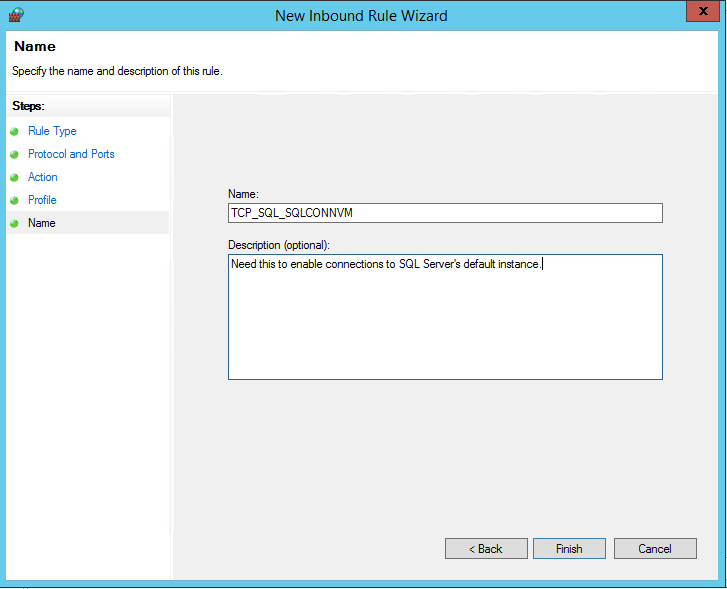 New Inbound Rule Wizard
x
Name
Specify the name and description of this rule.
Steps:
Rule Type
Protocol and Ports
Action
Profile
Name
Name:
TCP_SQL_SQLCONNVM
Description (optional):
Need this to enable connections to SQL Server's default instance.
< Back
Finish
Cancel